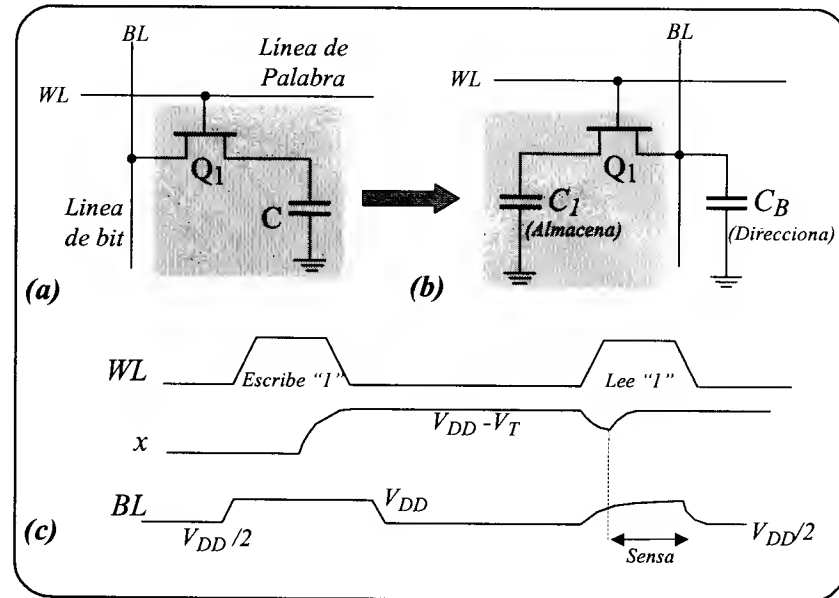 BL
Línea de
Palabra
WL
Q1
C
Linea
de bit
(a)
BL
WL
Q1
C1
(Almacena)
CB
(Direcciona)
(b)
WL
Escribe "1"
Lee "1"
x
VDD -VT
BL
VDD
VDD /2
VDD/2
Sensa
(c)